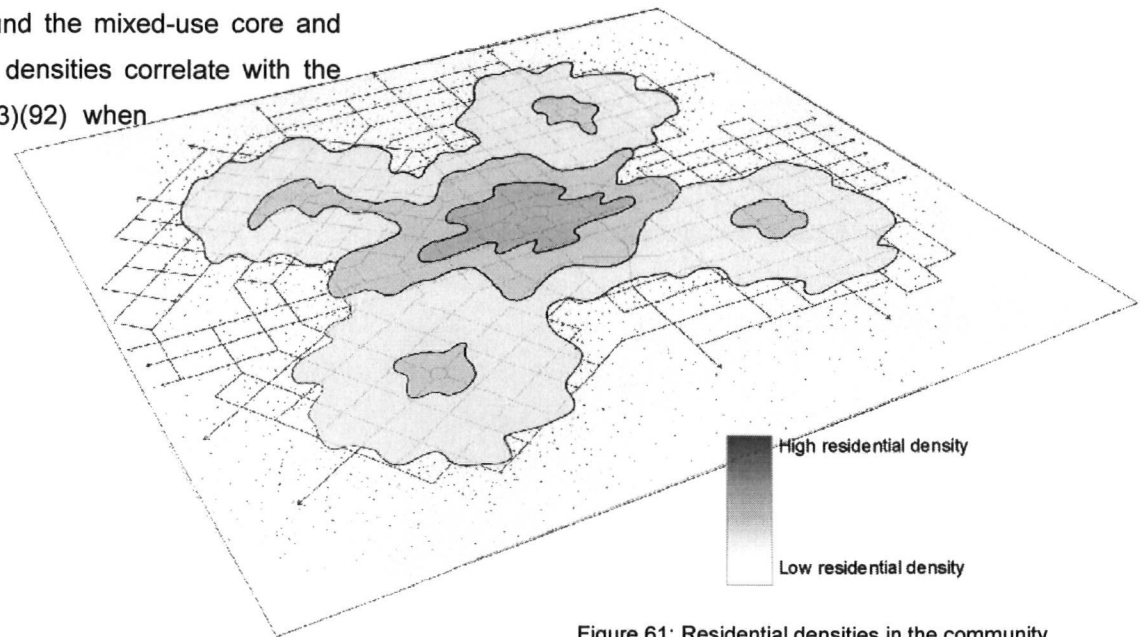 und the mixed-use core and
densities correlate with the
3)(92) when
High residential density
Low residential density
Figure 61: Residential densities in the community